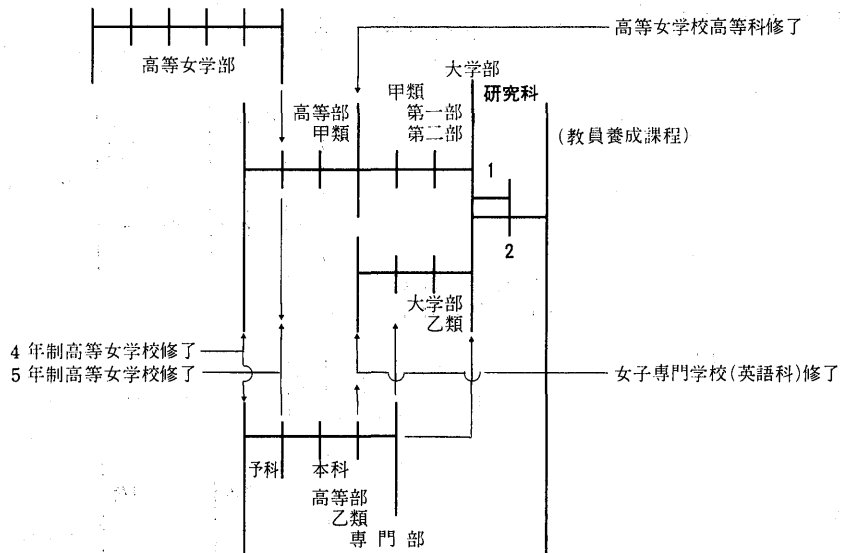 高等女学校高等科修了
高等女学部
大学部
研究科
高等部
甲類
甲類
第一部
第二部
(教員養成課程)
1
2
大学部
乙類
4年制高等女学校修了
5年制高等女学校修了
女子専門学校(英語科)修了
予科
本科
高等部
乙類
専門部